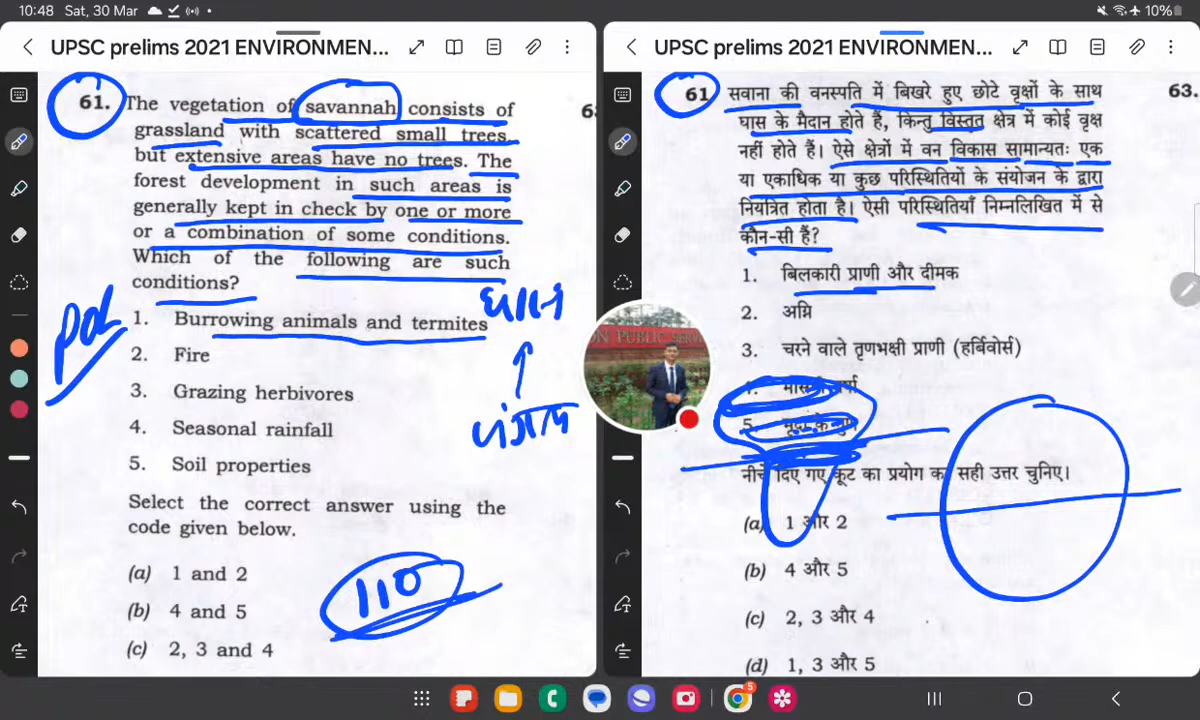 10:48 Sat, 30 Mar
10%
UPSC prelims 2021 ENVIRONMEN...
UPSC prelims 2021 ENVIRONMEN...
61. The vegetation of savannah consists of
grassland with scattered small trees,
but extensive areas have no trees. The
forest development in such areas is
generally kept in check by one or more
or a combination of some conditions.
Which of the following are such
conditions?
1. Burrowing animals and termites
2. Fire
3. Grazing herbivores
4. Seasonal rainfall
5. Soil properties
Select the correct answer using the
code given below.
(a) 1 and 2
(b) 4 and 5
(c) 2, 3 and 4
110
ON PUBLIC SERVICE
61 सवाना की वनस्पति में बिखरे हुए छोटे वृक्षों के साथ
घास के मैदान होते हैं, किन्तु विस्तृत क्षेत्र में कोई वृक्ष
नहीं होते हैं। ऐसे क्षेत्रों में वन विकास सामान्यतः एक
या एकाधिक या कुछ परिस्थितियों के संयोजन के द्वारा
नियंत्रित होता है। ऐसी परिस्थितियाँ निम्नलिखित में से
कौन-सी हैं?
1. बिलकारी प्राणी और दीमक
2. अग्नि
3. चरने वाले तृणभक्षी प्राणी (हर्बिवोर्स)
4.
5. मृदा के गुण
नीचे दिए गए कूट का प्रयोग कर सही उत्तर चुनिए।
(a) 1 और 2
(b) 4 और 5
(c) 2, 3 और 4
(d) 1, 3 और 5
63.
5